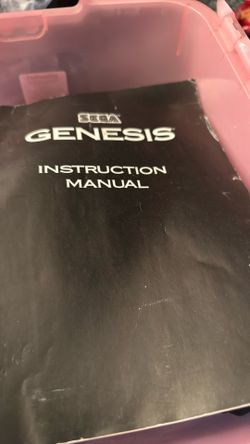 SEGA
GENESIS
INSTRUCTION
MANUAL